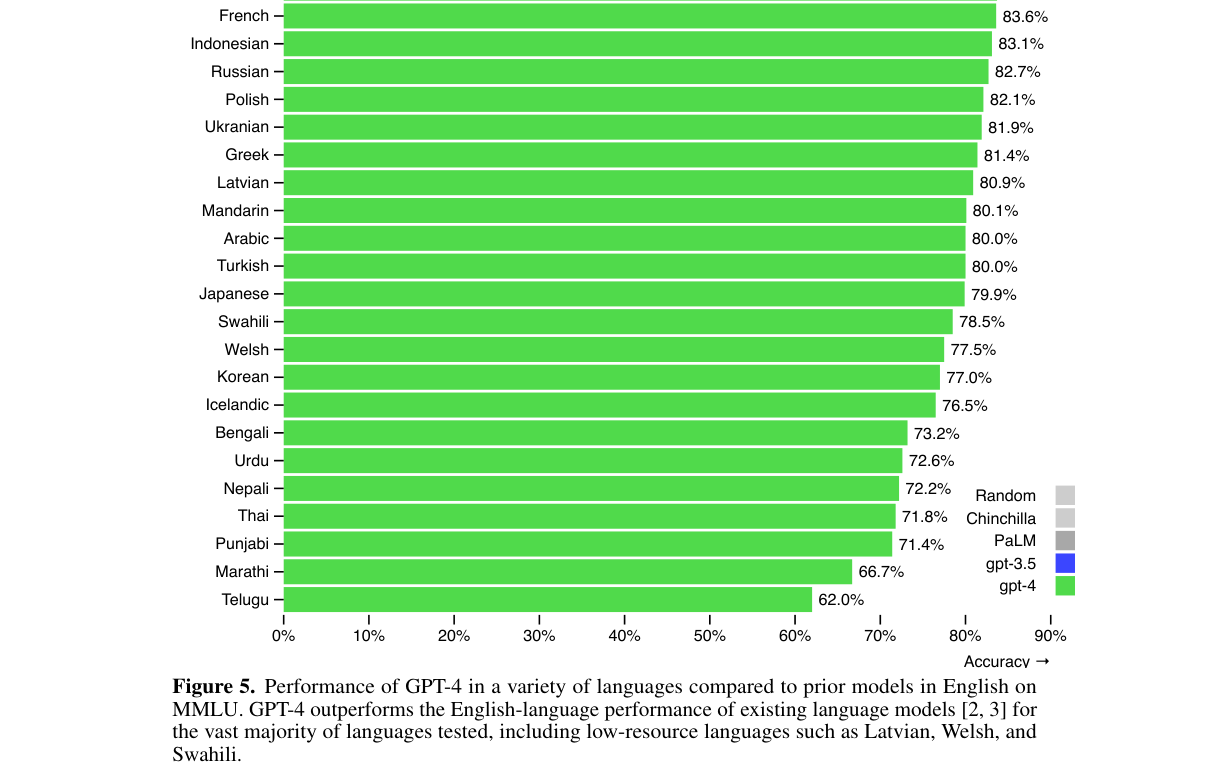 French 83.6%
Indonesian 83.1%
Russian 82.7%
Polish 82.1%
Ukranian 81.9%
Greek 81.4%
Latvian 80.9%
Mandarin 80.1%
Arabic 80.0%
Turkish 80.0%
Japanese 79.9%
Swahili 78.5%
Welsh 77.5%
Korean 77.0%
Icelandic 76.5%
Bengali 73.2%
Urdu 72.6%
Nepali 72.2%
Thai 71.8%
Punjabi 71.4%
Marathi 66.7%
Telugu 62.0%
Random
Chinchilla
PaLM
gpt-3.5
gpt-4
0% 10% 20% 30% 40% 50% 60% 70% 80% 90%
Accuracy →
Figure 5. Performance of GPT-4 in a variety of languages compared to prior models in English on
MMLU. GPT-4 outperforms the English-language performance of existing language models [2, 3] for
the vast majority of languages tested, including low-resource languages such as Latvian, Welsh, and
Swahili.